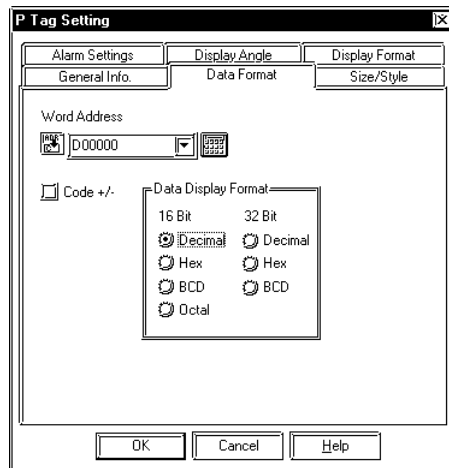 P Tag Setting
Alarm Settings Display Angle Display Format
General Info. Data Format Size/Style
Word Address
D00000
Code +/-
Data Display Format
16 Bit 32 Bit
Decimal Decimal
Hex Hex
BCD BCD
Octal
OK Cancel Help